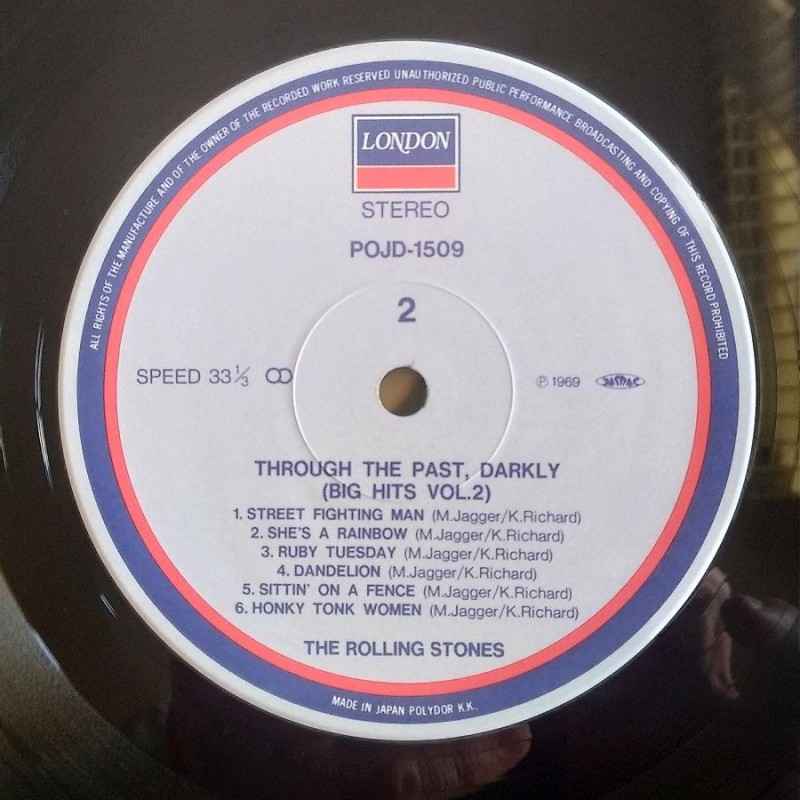 ALL RIGHTS OF THE MANUFACTURE AND OF THE OWNER OF THE RECORDED WORK RESERVED UNAUTHORIZED PUBLIC PERFORMANCE BROADCASTING AND COPYING OF THIS RECORD PROHIBITED
LONDON
STEREO
POJD-1509
2
SPEED 33⅓
℗ 1969 JASRAC
THROUGH THE PAST, DARKLY
(BIG HITS VOL.2)
1. STREET FIGHTING MAN (M.Jagger/K.Richard)
2. SHE'S A RAINBOW (M.Jagger/K.Richard)
3. RUBY TUESDAY (M.Jagger/K.Richard)
4. DANDELION (M.Jagger/K.Richard)
5. SITTIN' ON A FENCE (M.Jagger/K.Richard)
6. HONKY TONK WOMEN (M.Jagger/K.Richard)
THE ROLLING STONES
MADE IN JAPAN POLYDOR K.K.